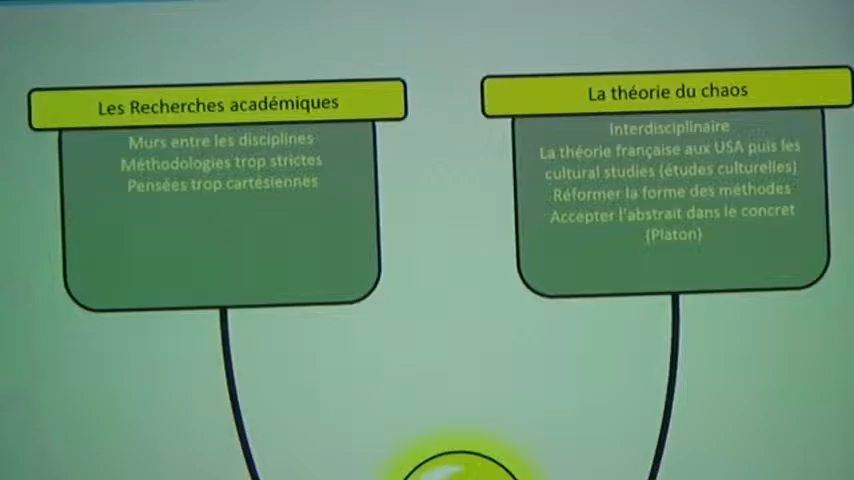 Les Recherches académiques
Murs entre les disciplines
Méthodologies trop strictes
Pensées trop cartésiennes
La théorie du chaos
Interdisciplinaire
La théorie française aux USA puis les
cultural studies (études culturelles)
Réformer la forme des méthodes
Accepter l'abstrait dans le concret
(Platon)